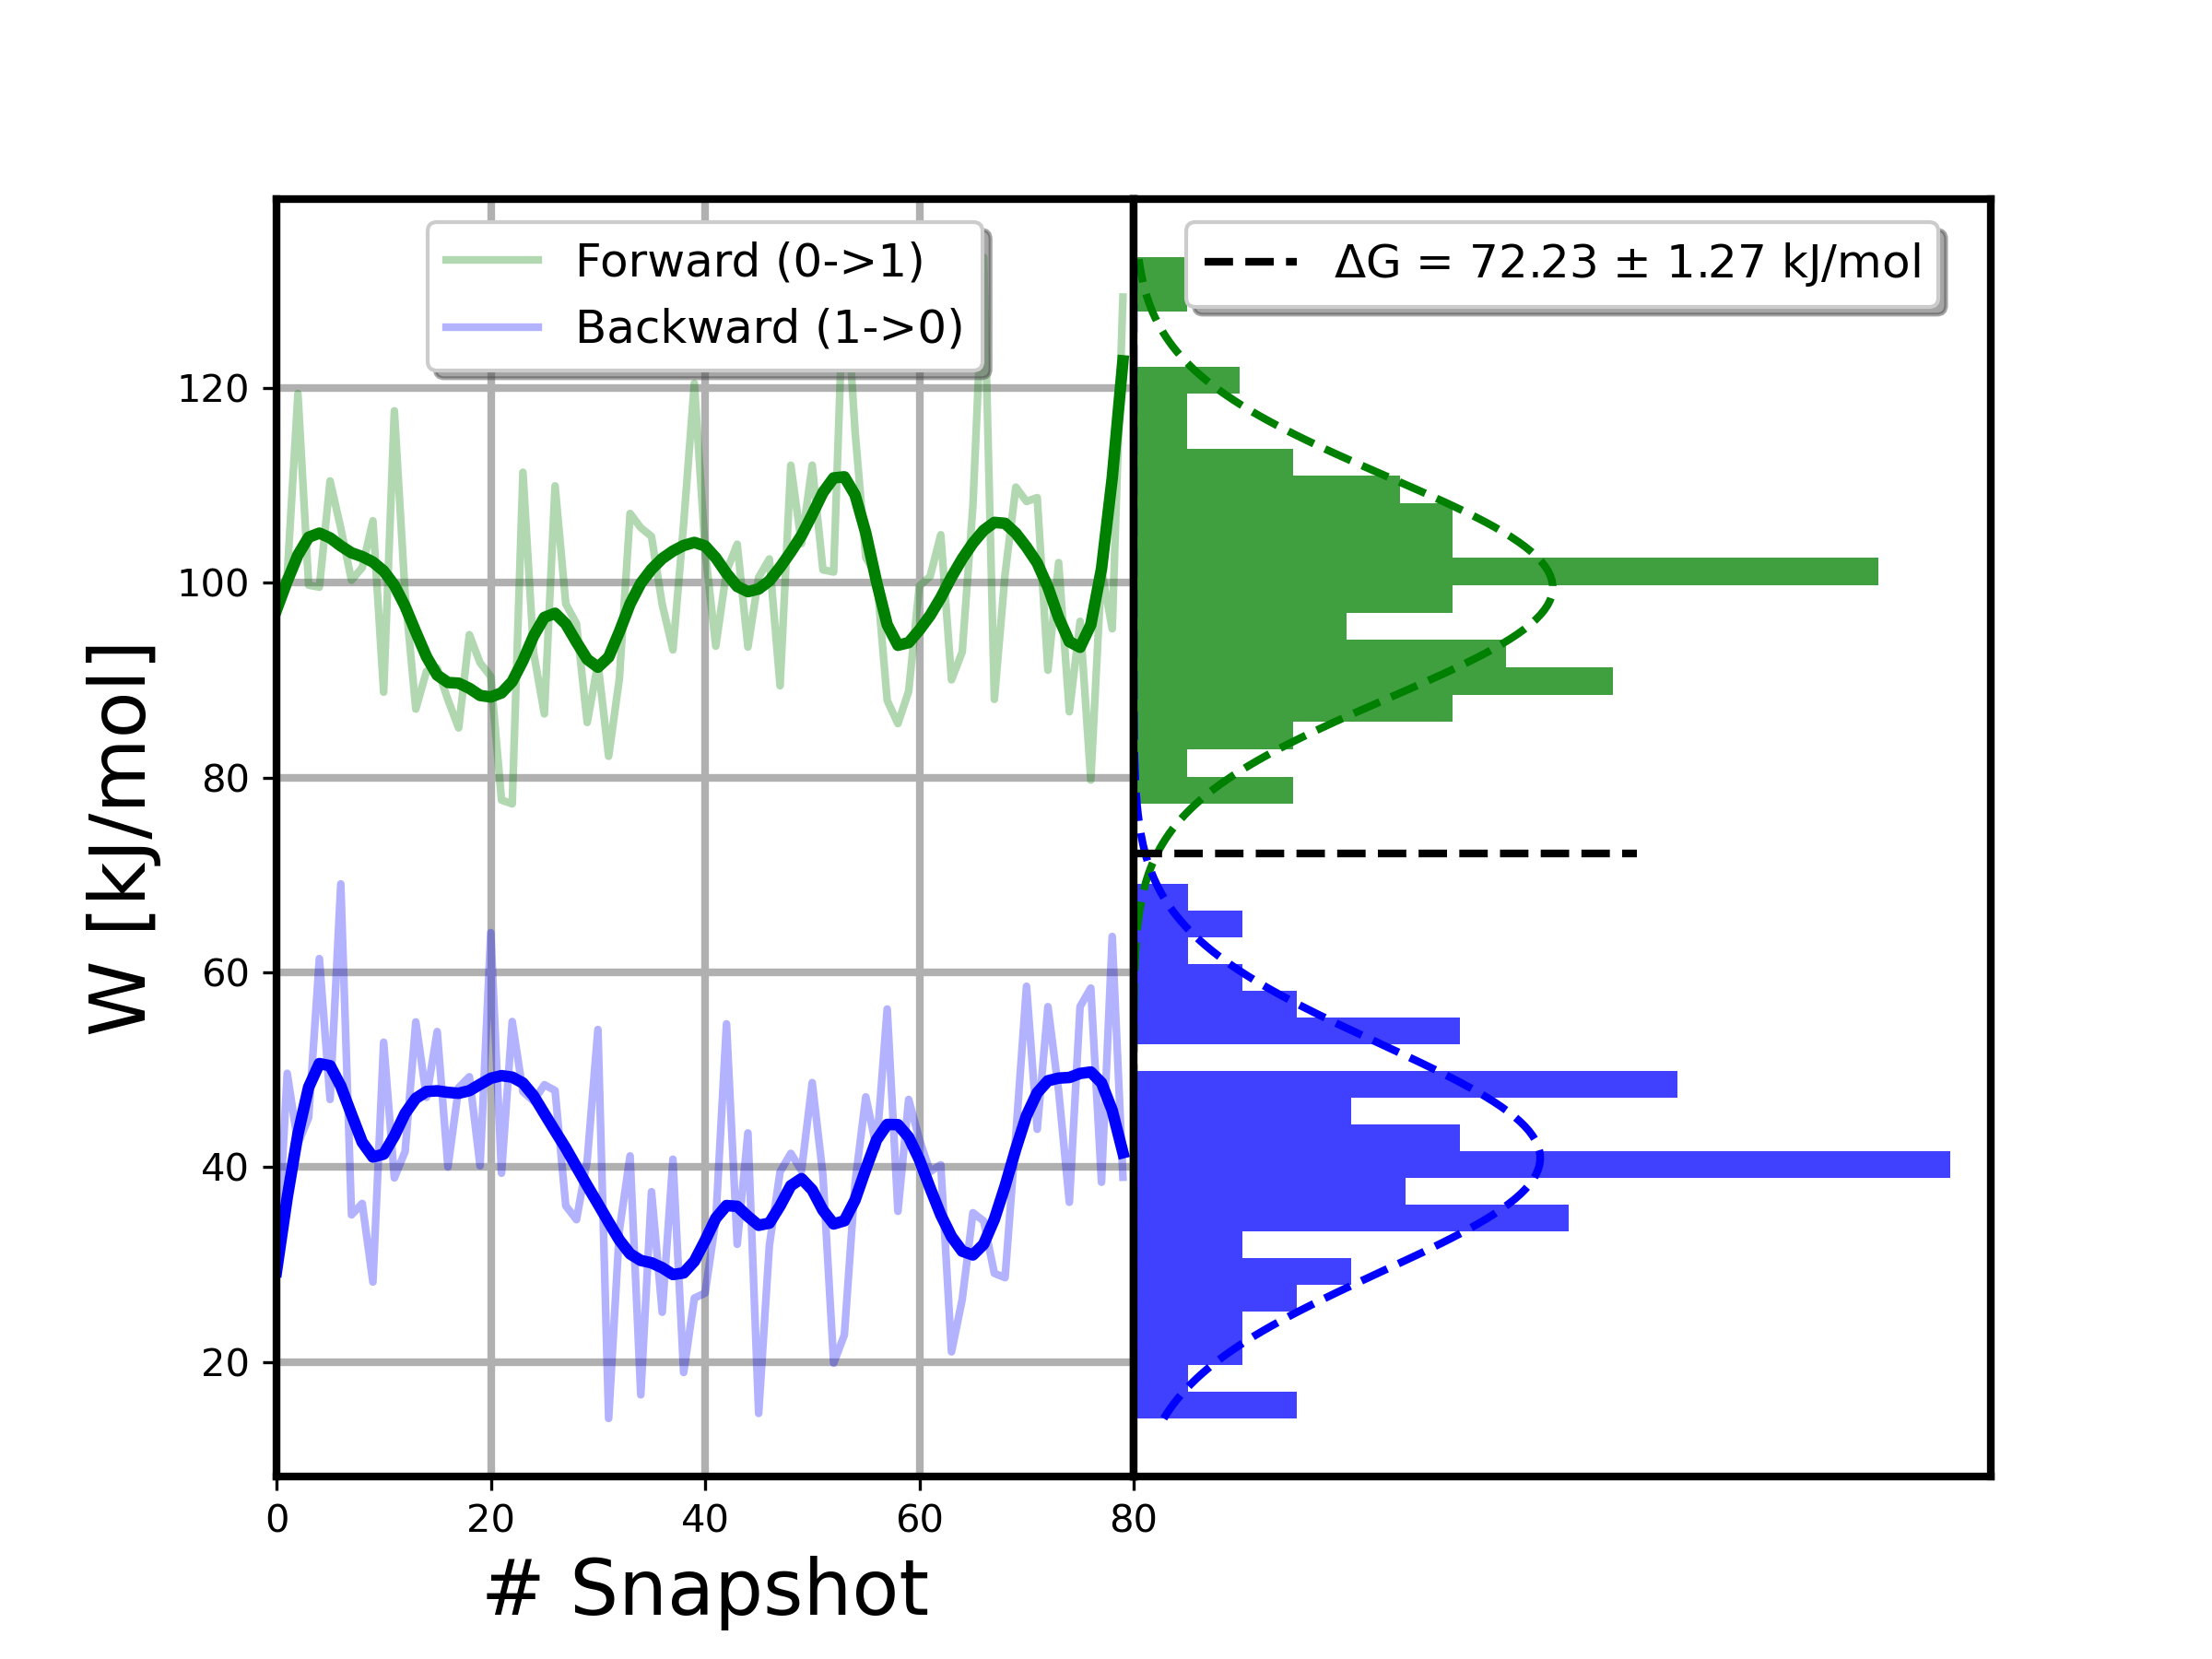 Forward (0->1)
Backward (1->0)
ΔG = 72.23 ± 1.27 kJ/mol
W [kJ/mol]
120
100
80
60
40
20
0 20 40 60 80
# Snapshot